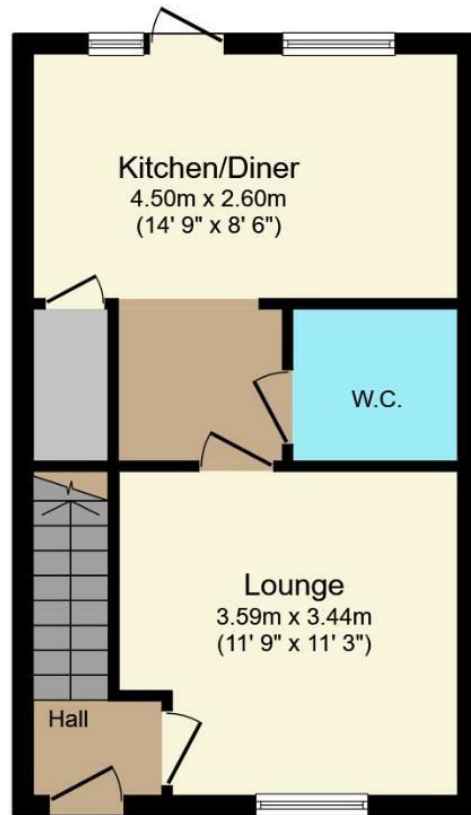 Kitchen/Diner
4.50m x 2.60m
(14' 9" x 8' 6")
W.C.
Lounge
3.59m x 3.44m
(11' 9" x 11' 3")
Hall